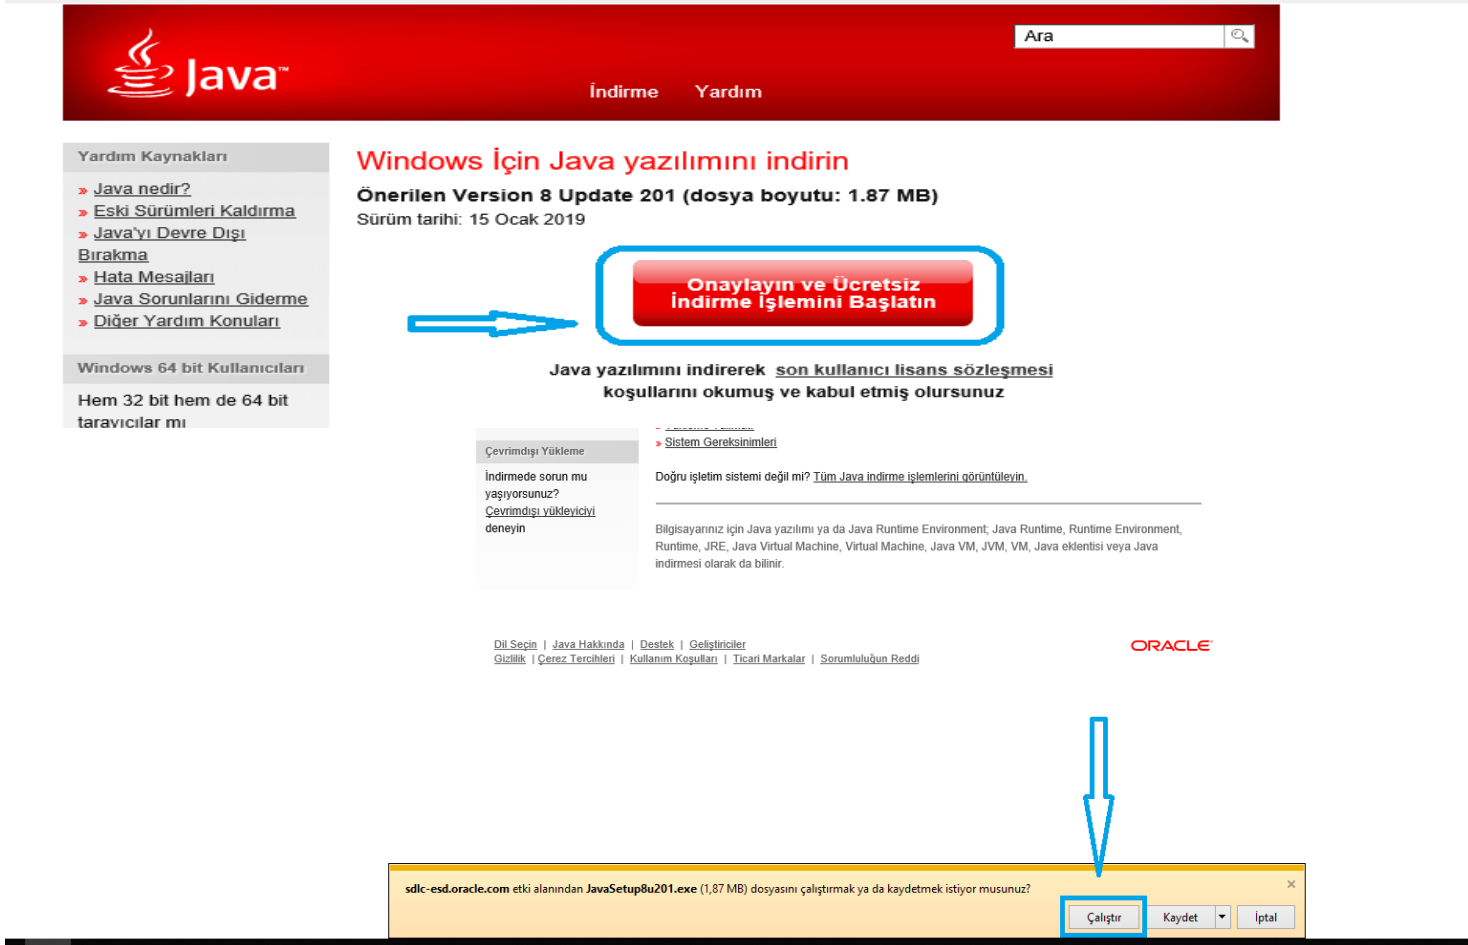 Java™
Ara
İndirme Yardım
Yardım Kaynakları
» Java nedir?
» Eski Sürümleri Kaldırma
» Java'yı Devre Dışı
Bırakma
» Hata Mesajları
» Java Sorunlarını Giderme
» Diğer Yardım Konuları
Windows 64 bit Kullanıcıları
Hem 32 bit hem de 64 bit
tarayıcılar mı
Windows İçin Java yazılımını indirin
Önerilen Version 8 Update 201 (dosya boyutu: 1.87 MB)
Sürüm tarihi: 15 Ocak 2019
Onaylayın ve Ücretsiz
İndirme İşlemini Başlatın
Java yazılımını indirerek son kullanıcı lisans sözleşmesi
koşullarını okumuş ve kabul etmiş olursunuz
» Sistem Gereksinimleri
Çevrimdışı Yükleme
İndirmede sorun mu
yaşıyorsunuz?
Çevrimdışı yükleyiciyi
deneyin
Doğru işletim sistemi değil mi? Tüm Java indirme işlemlerini görüntüleyin.
Bilgisayarınız için Java yazılımı ya da Java Runtime Environment; Java Runtime, Runtime Environment,
Runtime, JRE, Java Virtual Machine, Virtual Machine, Java VM, JVM, VM, Java eklentisi veya Java
indirmesi olarak da bilinir.
Dil Seçin | Java Hakkında | Destek | Geliştiriciler
Gizlilik | Çerez Tercihleri | Kullanım Koşulları | Ticari Markalar | Sorumluluğun Reddi
ORACLE
sdlc-esd.oracle.com etki alanından JavaSetup8u201.exe (1,87 MB) dosyasını çalıştırmak ya da kaydetmek istiyor musunuz?
Çalıştır Kaydet İptal